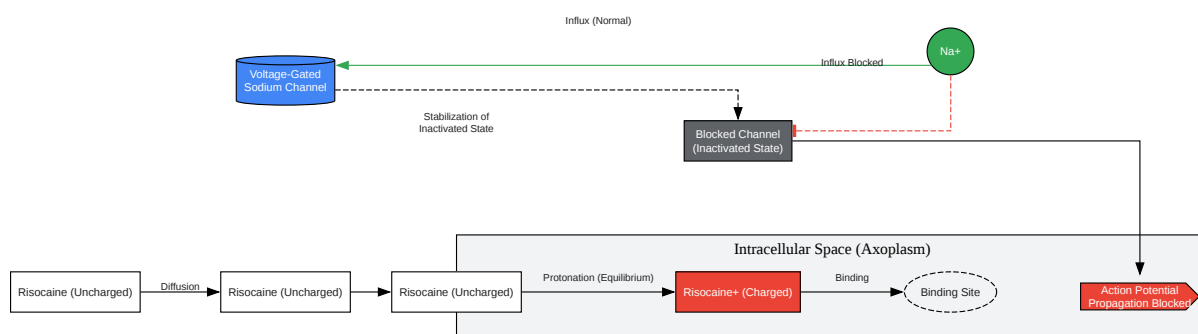 Influx (Normal)
Na+
Influx Blocked
Voltage-Gated
Sodium Channel
Stabilization of
Inactivated State
Blocked Channel
(Inactivated State)
Intracellular Space (Axoplasm)
Risocaine (Uncharged)
Diffusion
Risocaine (Uncharged)
Risocaine (Uncharged)
Protonation (Equilibrium)
Risocaine+ (Charged)
Binding
Binding Site
Action Potential
Propagation Blocked